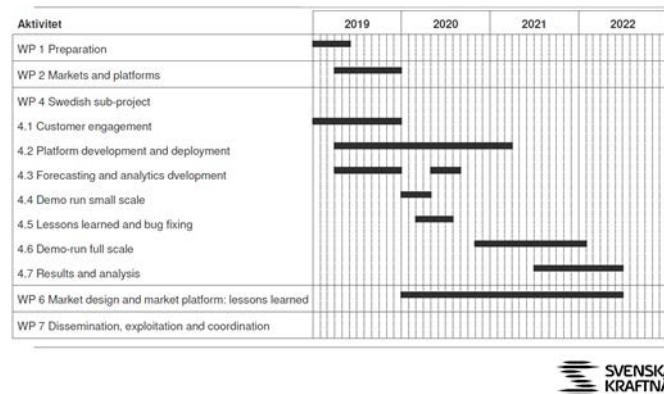 Aktivitet 2019 2020 2021 2022
WP 1 Preparation
WP 2 Markets and platforms
WP 4 Swedish sub-project
4.1 Customer engagement
4.2 Platform development and deployment
4.3 Forecasting and analytics dvelopment
4.4 Demo run small scale
4.5 Lessons learned and bug fixing
4.6 Demo-run full scale
4.7 Results and analysis
WP 6 Market design and market platform: lessons learned
WP 7 Dissemination, exploitation and coordination
SVENSK
KRAFTN